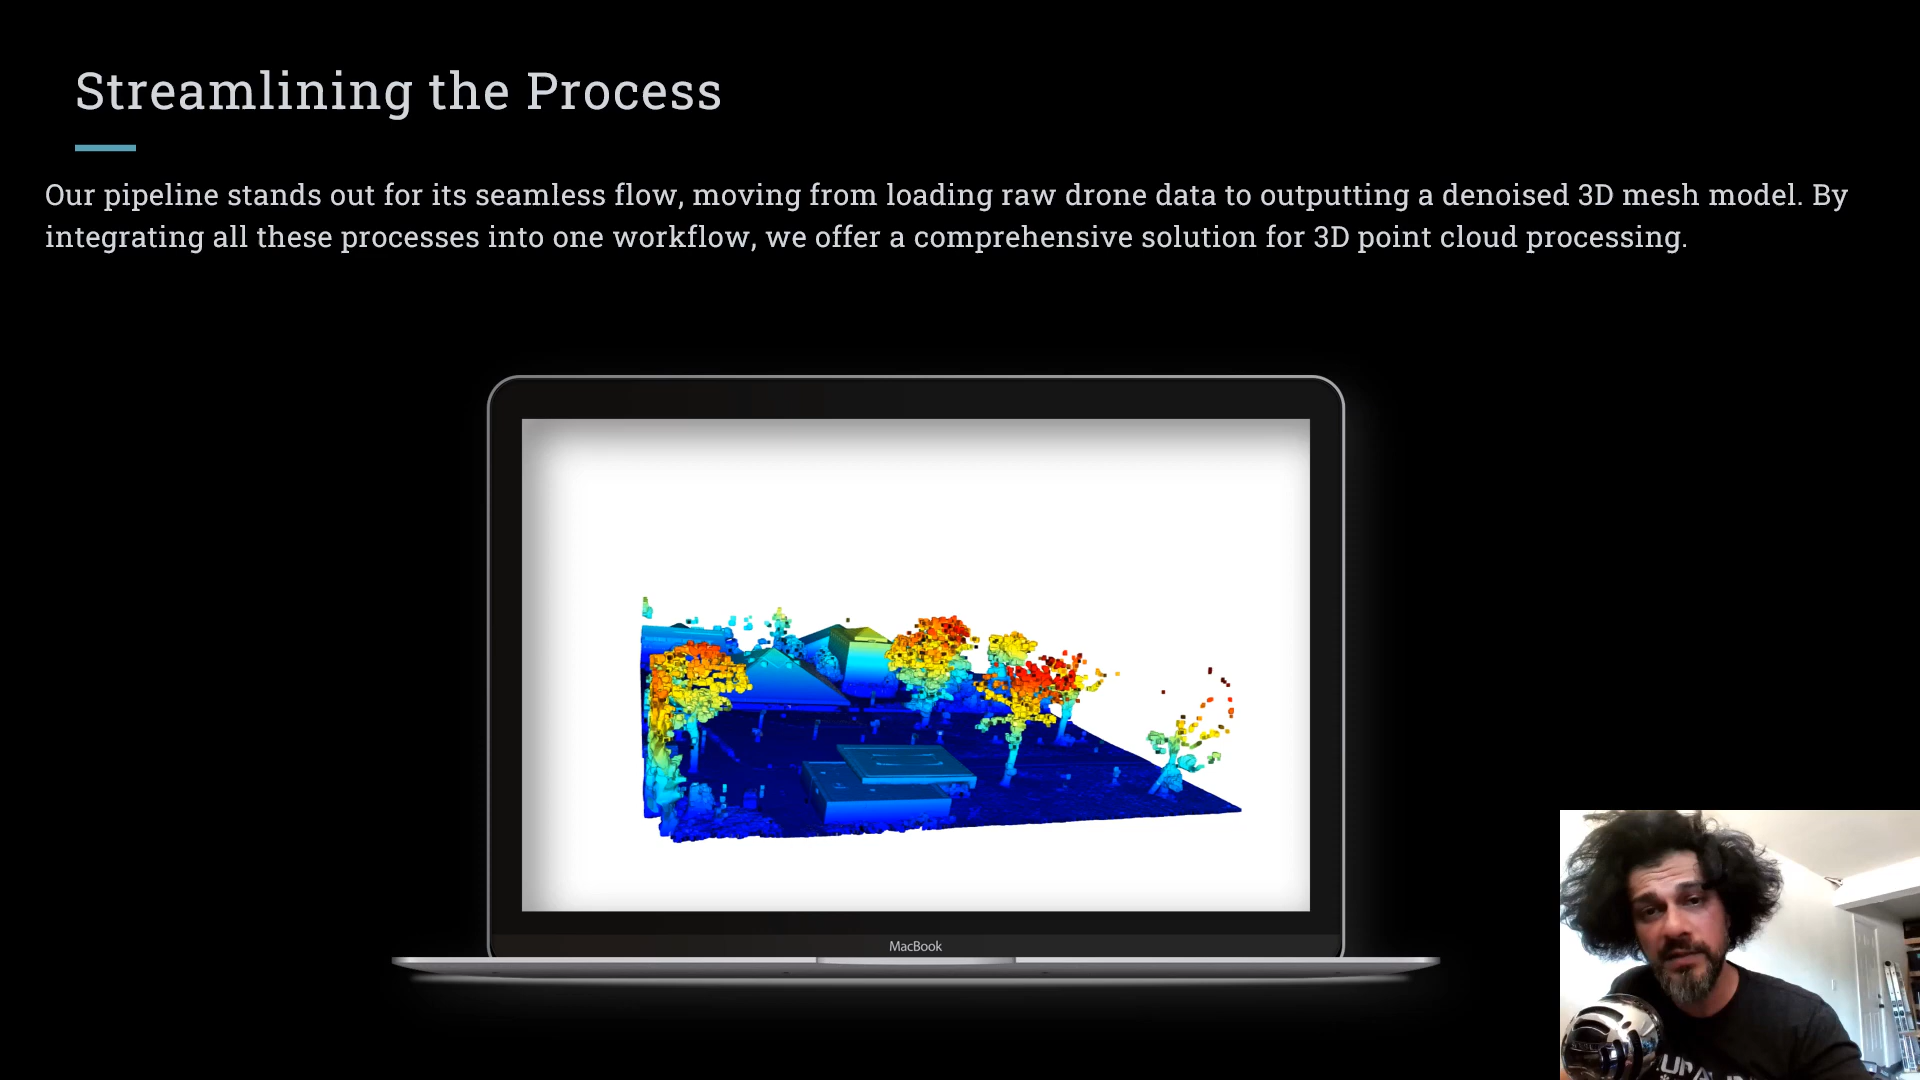 Streamlining the Process
Our pipeline stands out for its seamless flow, moving from loading raw drone data to outputting a denoised 3D mesh model. By
integrating all these processes into one workflow, we offer a comprehensive solution for 3D point cloud processing.
MacBook